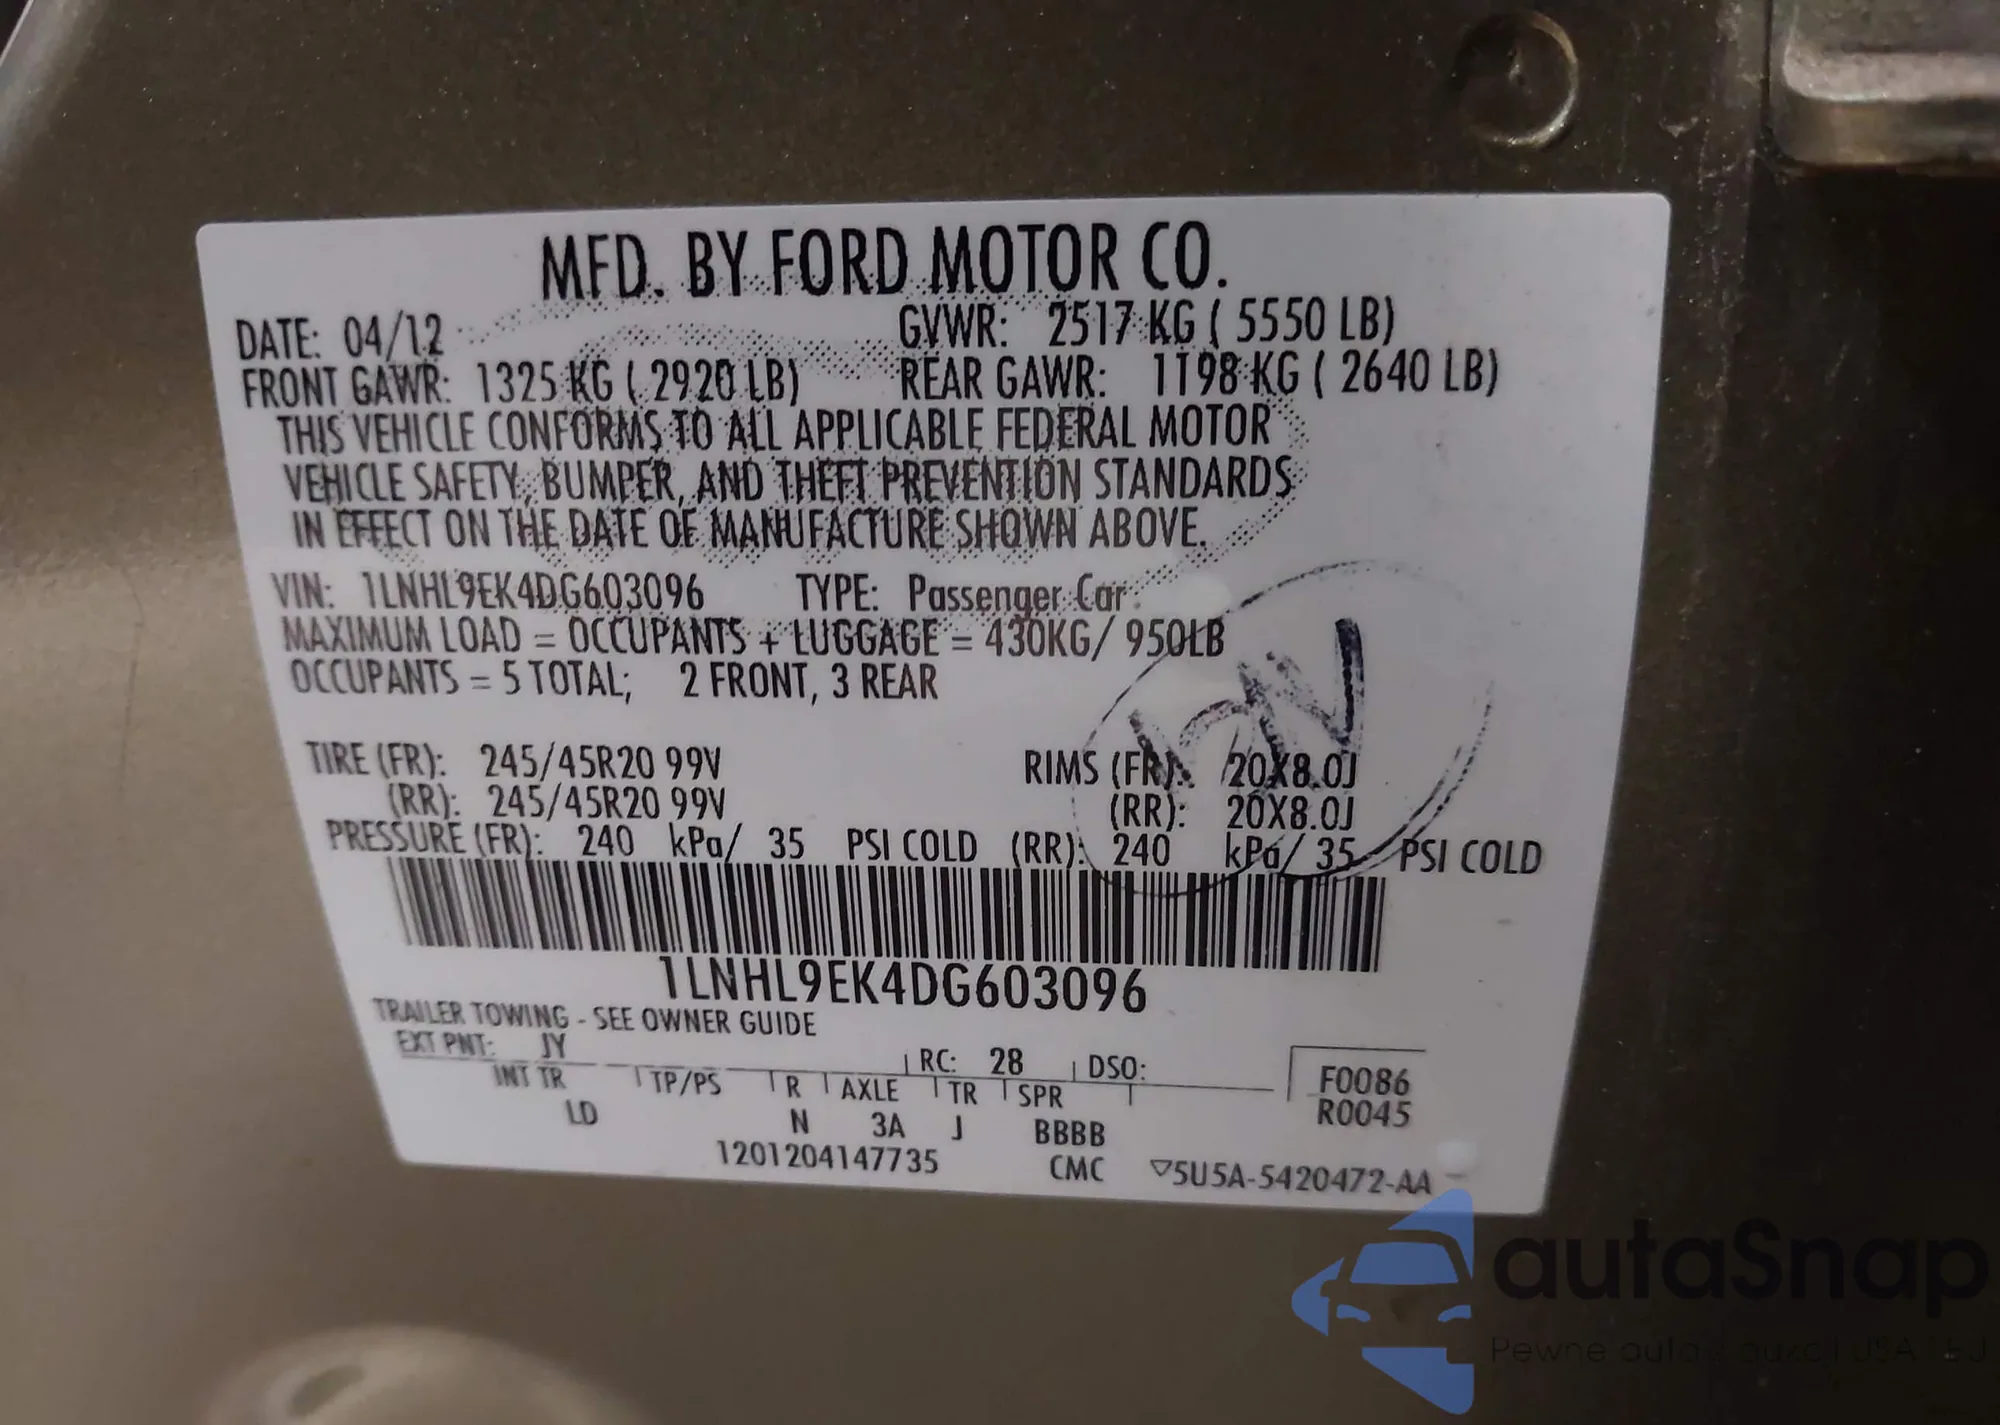 MFD. BY FORD MOTOR CO.
DATE: 04/12 GVWR: 2517 KG ( 5550 LB)
FRONT GAWR: 1325 KG ( 2920 LB) REAR GAWR: 1198 KG ( 2640 LB)
THIS VEHICLE CONFORMS TO ALL APPLICABLE FEDERAL MOTOR
VEHICLE SAFETY, BUMPER, AND THEFT PREVENTION STANDARDS
IN EFFECT ON THE DATE OF MANUFACTURE SHOWN ABOVE.
VIN: 1LNHL9EK4DG603096 TYPE: Passenger Car
MAXIMUM LOAD = OCCUPANTS + LUGGAGE = 430KG/ 950LB
OCCUPANTS = 5 TOTAL; 2 FRONT, 3 REAR
TIRE (FR): 245/45R20 99V RIMS (FR): 20X8.0J
(RR): 245/45R20 99V (RR): 20X8.0J
PRESSURE (FR): 240 kPa/ 35 PSI COLD (RR): 240 kPa/ 35 PSI COLD
1LNHL9EK4DG603096
TRAILER TOWING - SEE OWNER GUIDE
EXT PNT: JY RC: 28 DSO:
INT TR TP/PS R AXLE TR SPR F0086
LD N 3A J BBBB R0045
1201204147735 CMC ▽5U5A-5420472-AA
autaSnap
Pewne auta z aukcji USA i EU